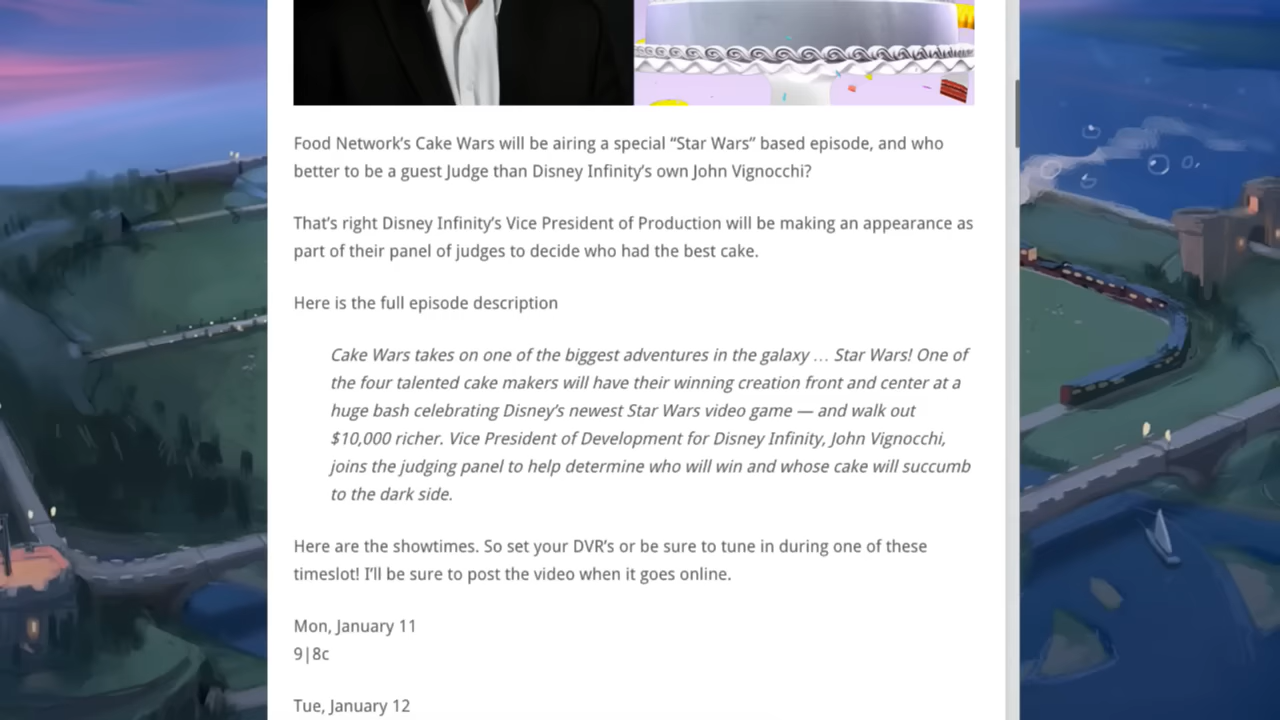 Food Network’s Cake Wars will be airing a special “Star Wars” based episode, and who
better to be a guest Judge than Disney Infinity’s own John Vignocchi?
That’s right Disney Infinity’s Vice President of Production will be making an appearance as
part of their panel of judges to decide who had the best cake.
Here is the full episode description
Cake Wars takes on one of the biggest adventures in the galaxy … Star Wars! One of
the four talented cake makers will have their winning creation front and center at a
huge bash celebrating Disney’s newest Star Wars video game — and walk out
$10,000 richer. Vice President of Development for Disney Infinity, John Vignocchi,
joins the judging panel to help determine who will win and whose cake will succumb
to the dark side.
Here are the showtimes. So set your DVR’s or be sure to tune in during one of these
timeslot! I’ll be sure to post the video when it goes online.
Mon, January 11
9|8c
Tue, January 12